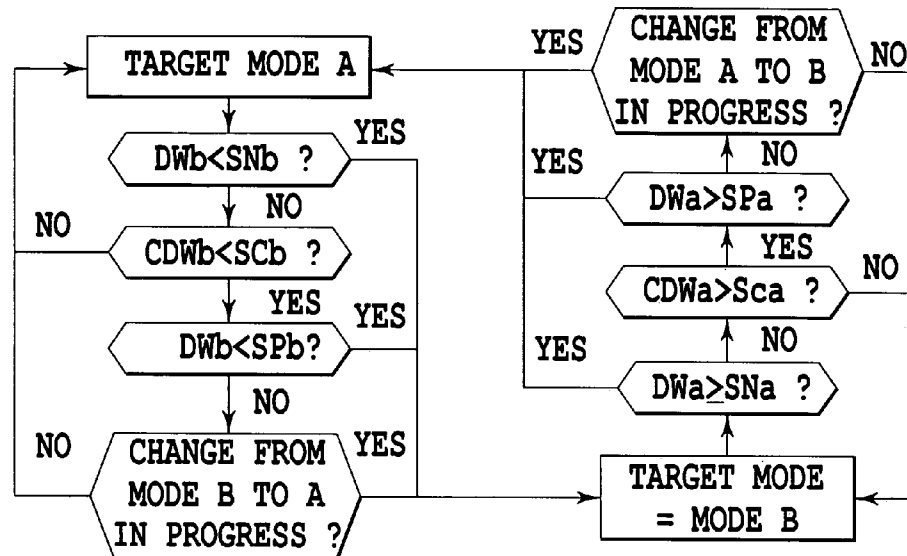 TARGET MODE A
DWb<SNb ?
YES
NO
NO
CDWb<SCb ?
YES
YES
DWb<SPb?
NO
NO
YES
CHANGE FROM
MODE B TO A
IN PROGRESS ?
YES
CHANGE FROM
MODE A TO B
IN PROGRESS ?
NO
NO
YES
DWa>SPa ?
YES
NO
CDWa>Sca ?
NO
YES
DWa≥SNa ?
TARGET MODE
= MODE B